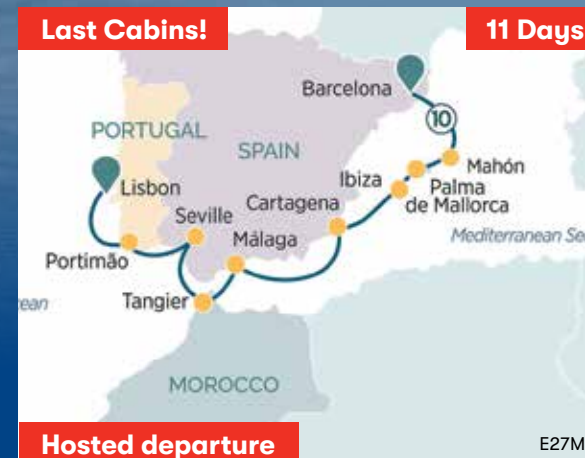 Last Cabins!
11 Days
Barcelona
10
PORTUGAL
SPAIN
Mahón
Ibiza
Palma
de Mallorca
Lisbon
Cartagena
Seville
Málaga
Mediterranean Se
Portimão
ean
Tangier
MOROCCO
Hosted departure
E27M